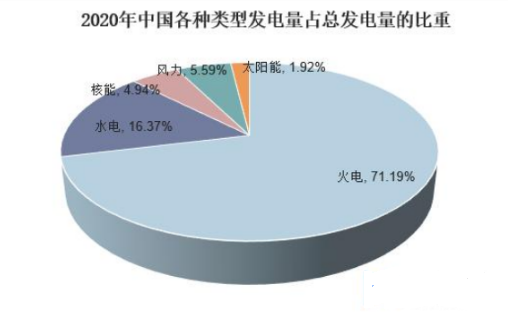 2020年中国各种类型发电量占总发电量的比重
太阳能, 1.92%
风力, 5.59%
核能, 4.94%
水电, 16.37%
火电, 71.19%